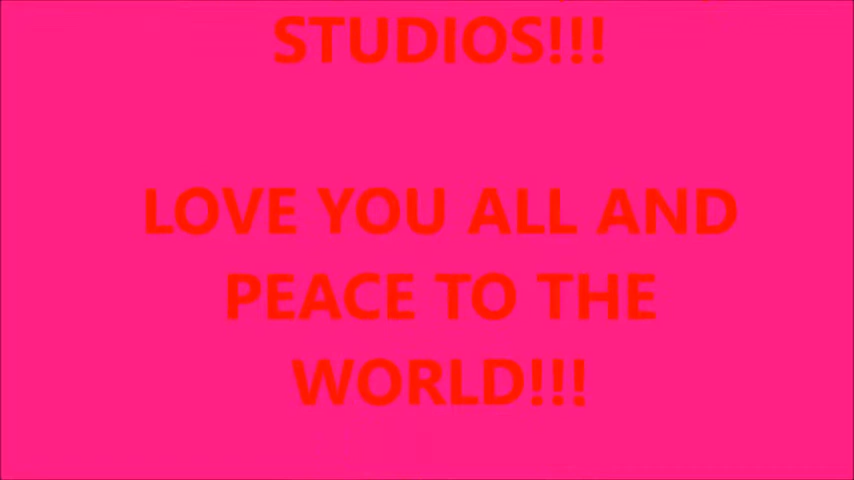 STUDIOS!!!
LOVE YOU ALL AND
PEACE TO THE
WORLD!!!